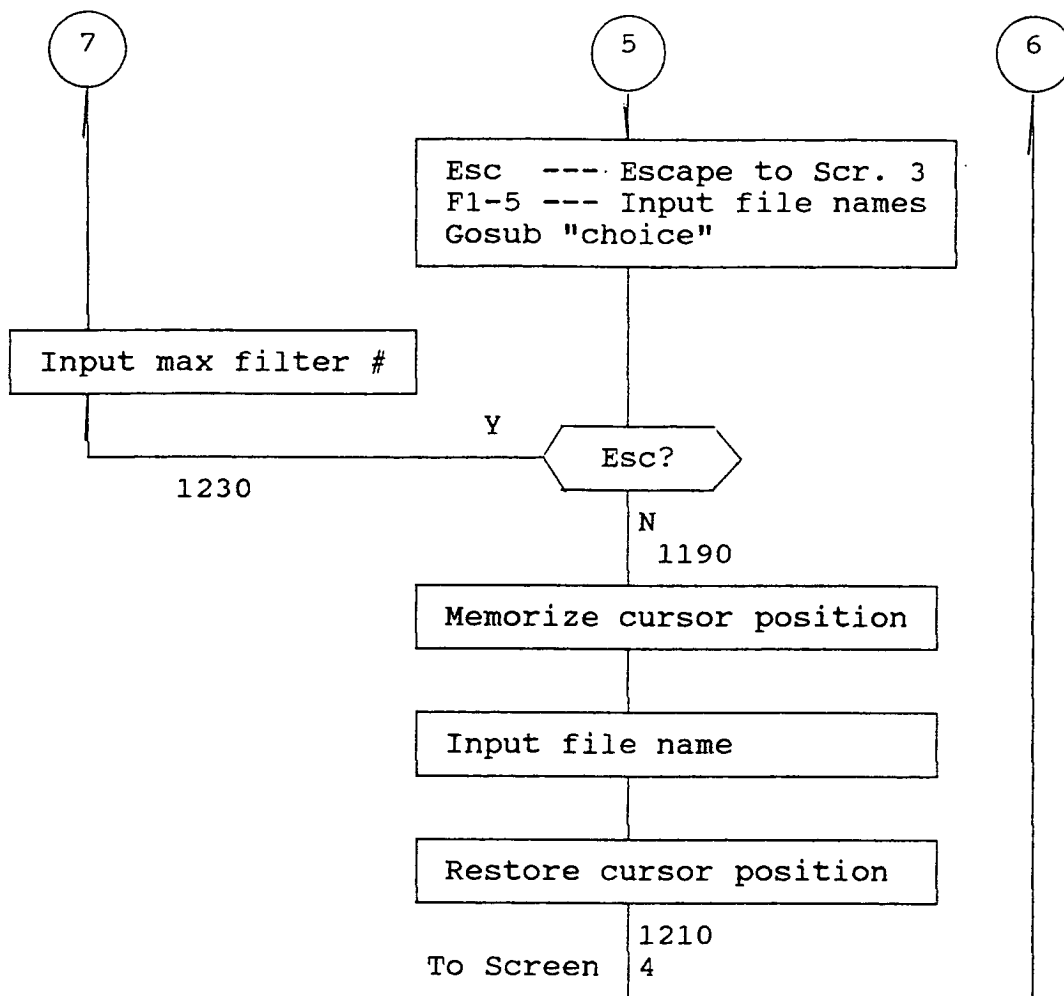 7
5
6
Esc --- Escape to Scr. 3
F1-5 --- Input file names
Gosub "choice"
Input max filter #
Y
Esc?
1230
N
1190
Memorize cursor position
Input file name
Restore cursor position
1210
To Screen 4